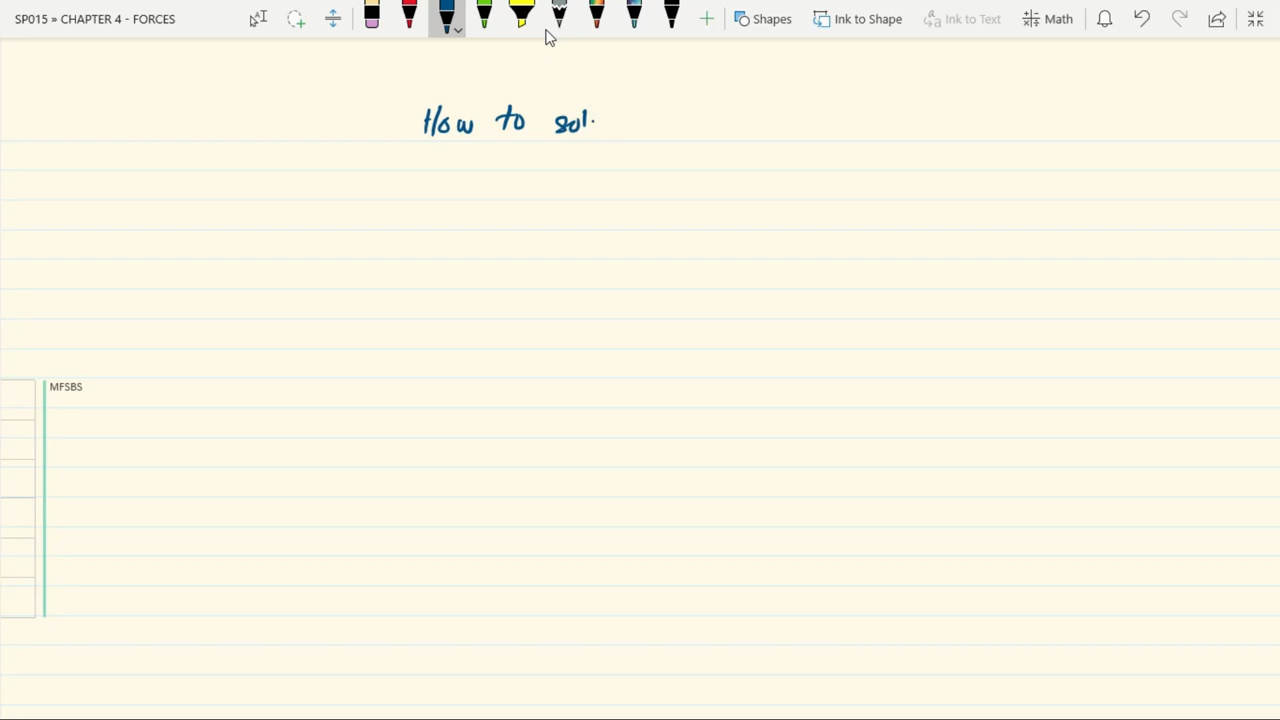 SP015 » CHAPTER 4 - FORCES Shapes Ink to Shape Ink to Text Math
How to sol.
MFSBS